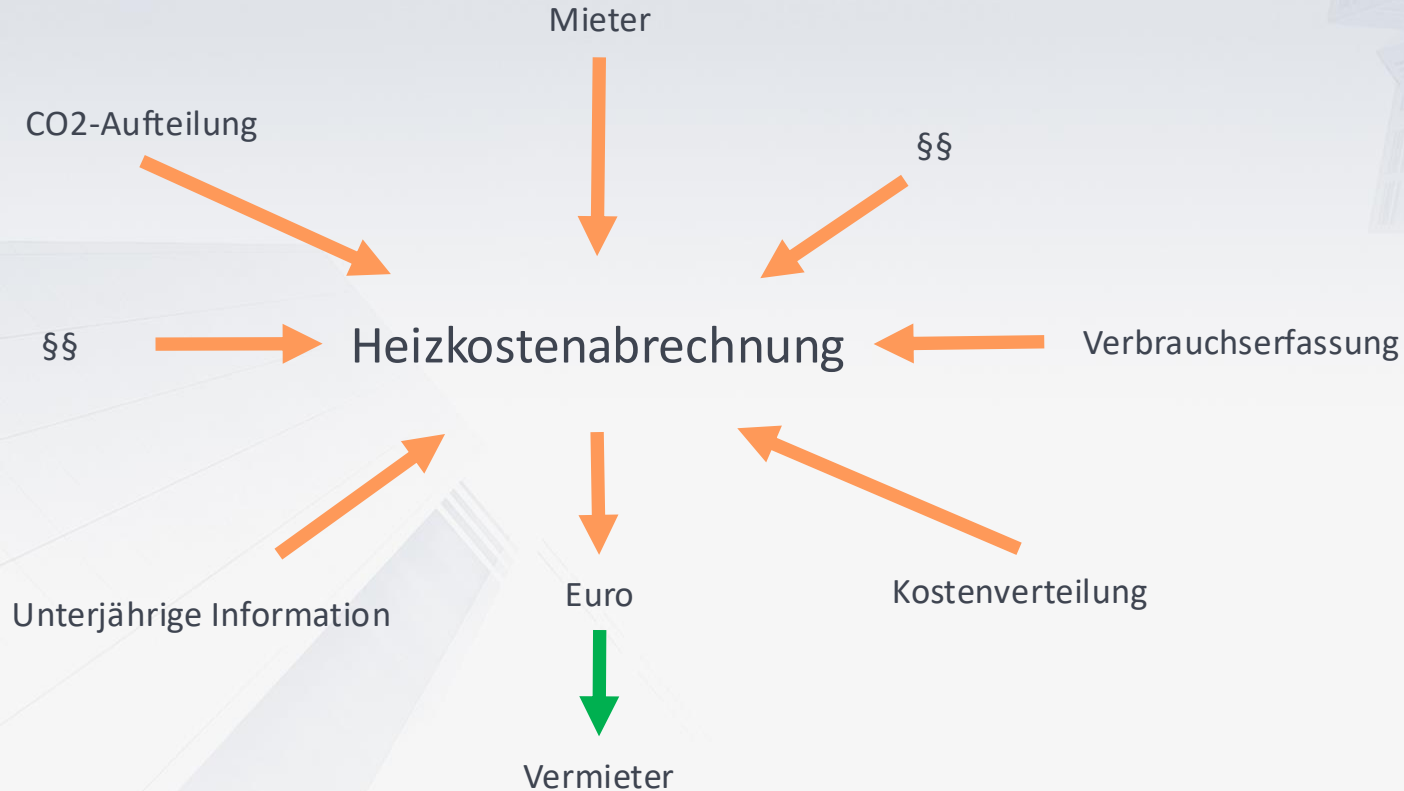 Mieter
CO2-Aufteilung
§§
§§
Heizkostenabrechnung
Verbrauchserfassung
Unterjährige Information
Euro
Kostenverteilung
Vermieter